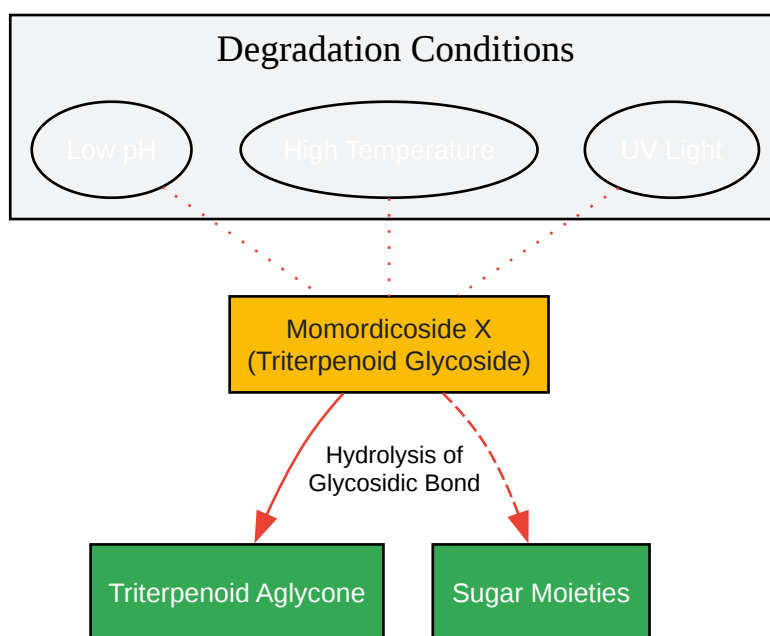 Degradation Conditions
Low pH
High Temperature
UV Light
Momordicoside X
(Triterpenoid Glycoside)
Hydrolysis of
Glycosidic Bond
Triterpenoid Aglycone
Sugar Moieties